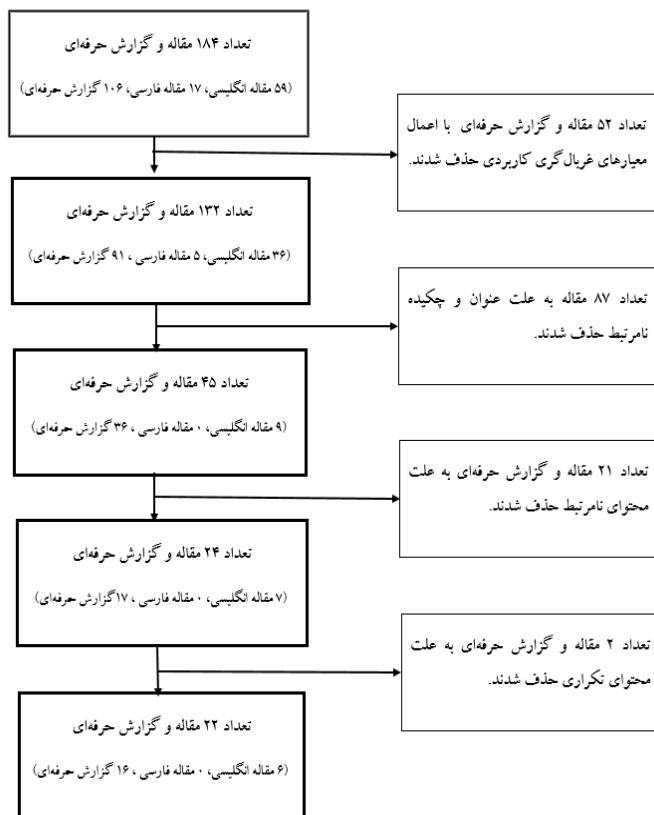 تعداد ۱۸۴ مقاله و گزارش حرفه‌ای
(۵۹ مقاله انگلیسی، ۱۷ مقاله فارسی، ۱۰۶ گزارش حرفه‌ای)
تعداد ۵۲ مقاله و گزارش حرفه‌ای با اعمال
معیارهای غربال‌گری کاربردی حذف شدند.
تعداد ۱۳۲ مقاله و گزارش حرفه‌ای
(۳۶ مقاله انگلیسی، ۵ مقاله فارسی، ۹۱ گزارش حرفه‌ای)
تعداد ۸۷ مقاله به علت عنوان و چکیده
نامرتبط حذف شدند.
تعداد ۴۵ مقاله و گزارش حرفه‌ای
(۹ مقاله انگلیسی، ۰ مقاله فارسی، ۳۶ گزارش حرفه‌ای)
تعداد ۲۱ مقاله و گزارش حرفه‌ای به علت
محتوای نامرتبط حذف شدند.
تعداد ۲۴ مقاله و گزارش حرفه‌ای
(۷ مقاله انگلیسی، ۰ مقاله فارسی، ۱۷گزارش حرفه‌ای)
تعداد ۲ مقاله و گزارش حرفه‌ای به علت
محتوای تکراری حذف شدند.
تعداد ۲۲ مقاله و گزارش حرفه‌ای
(۶ مقاله انگلیسی، ۰ مقاله فارسی، ۱۶ گزارش حرفه‌ای)